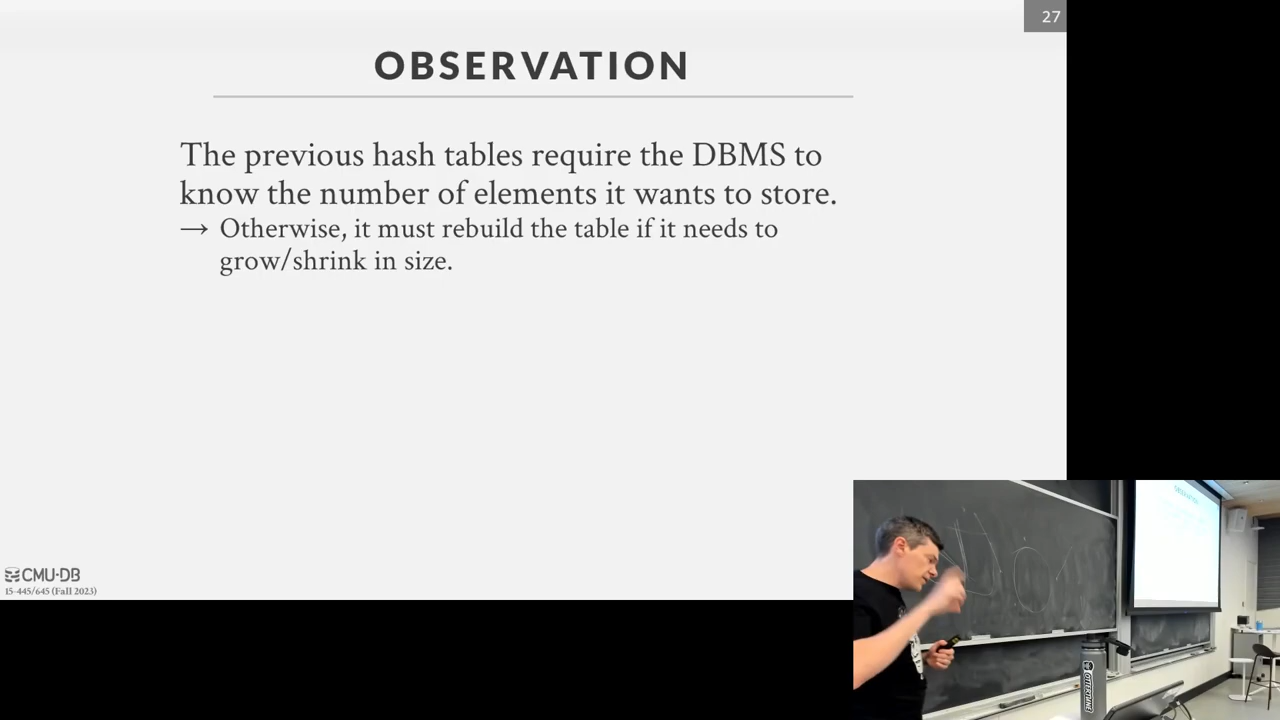 27
OBSERVATION
The previous hash tables require the DBMS to
know the number of elements it wants to store.
→ Otherwise, it must rebuild the table if it needs to
grow/shrink in size.
CMU·DB
15-445/645 (Fall 2023)
OTTERTUNE